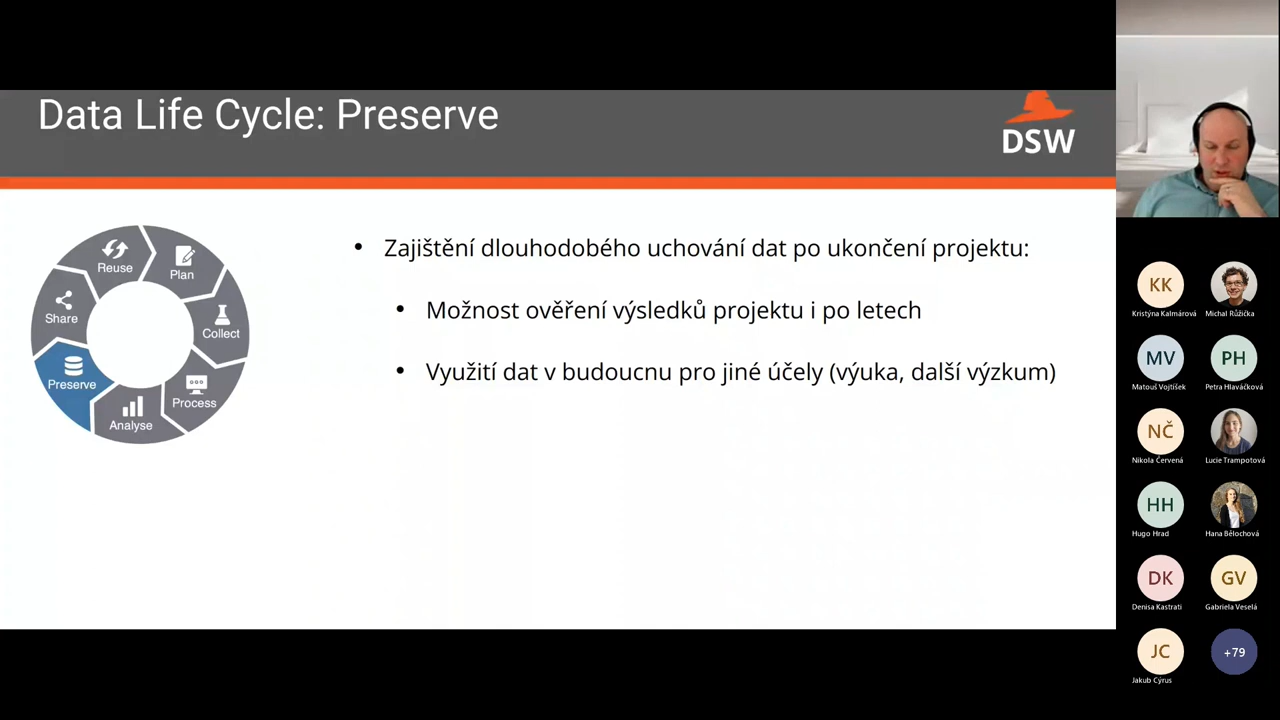 Data Life Cycle: Preserve
DSW
Reuse
Plan
Share
Collect
Preserve
Process
Analyse
• Zajištění dlouhodobého uchování dat po ukončení projektu:
• Možnost ověření výsledků projektu i po letech
• Využití dat v budoucnu pro jiné účely (výuka, další výzkum)
KK
Kristýna Kalmárová
Michal Růžička
MV
PH
Matouš Vojtíšek
Petra Hlaváčková
NČ
Nikola Červená
Lucie Trampotová
HH
Hugo Hrad
Hana Bělochová
DK
GV
Denisa Kastrati
Gabriela Veselá
JC
+79
Jakub Cýrus